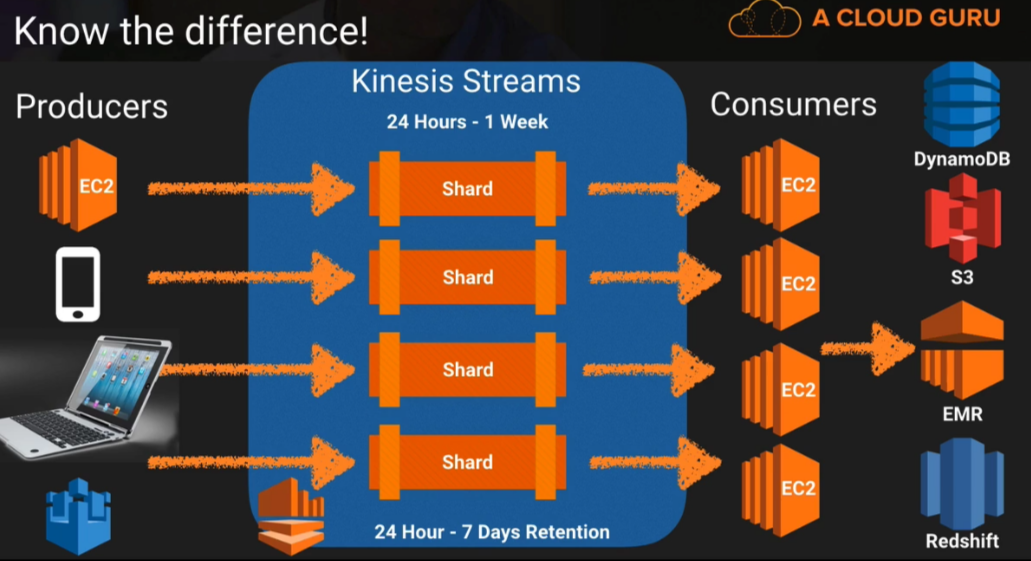 Know the difference!
A CLOUD GURU
Producers
Kinesis Streams
24 Hours - 1 Week
Consumers
EC2
Shard
EC2
DynamoDB
Shard
EC2
S3
Shard
EC2
EMR
Shard
EC2
24 Hour - 7 Days Retention
Redshift